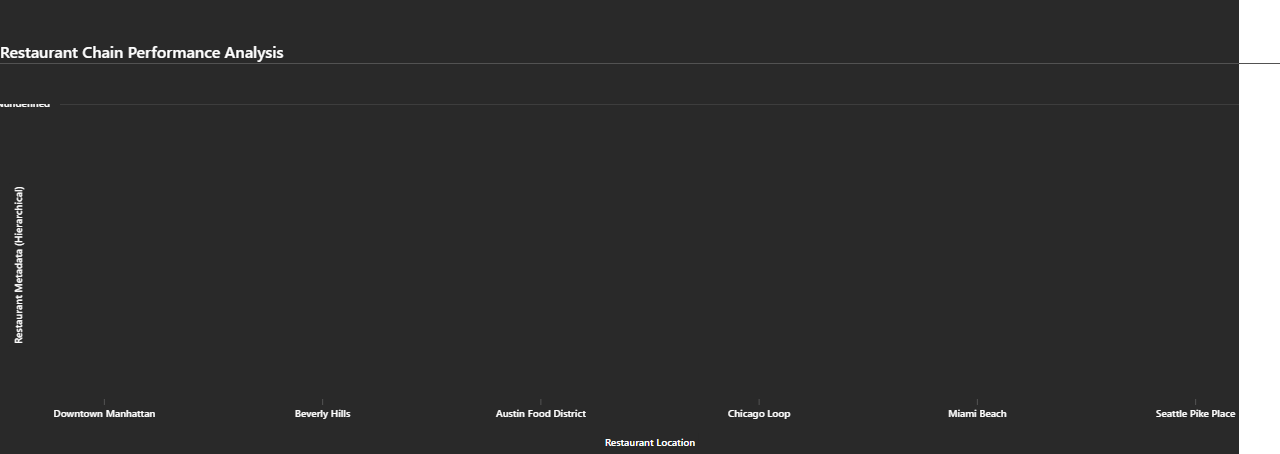 Restaurant Chain Performance Analysis
Restaurant Metadata (Hierarchical)
Downtown Manhattan
Beverly Hills
Austin Food District
Chicago Loop
Miami Beach
Seattle Pike Place
Restaurant Location